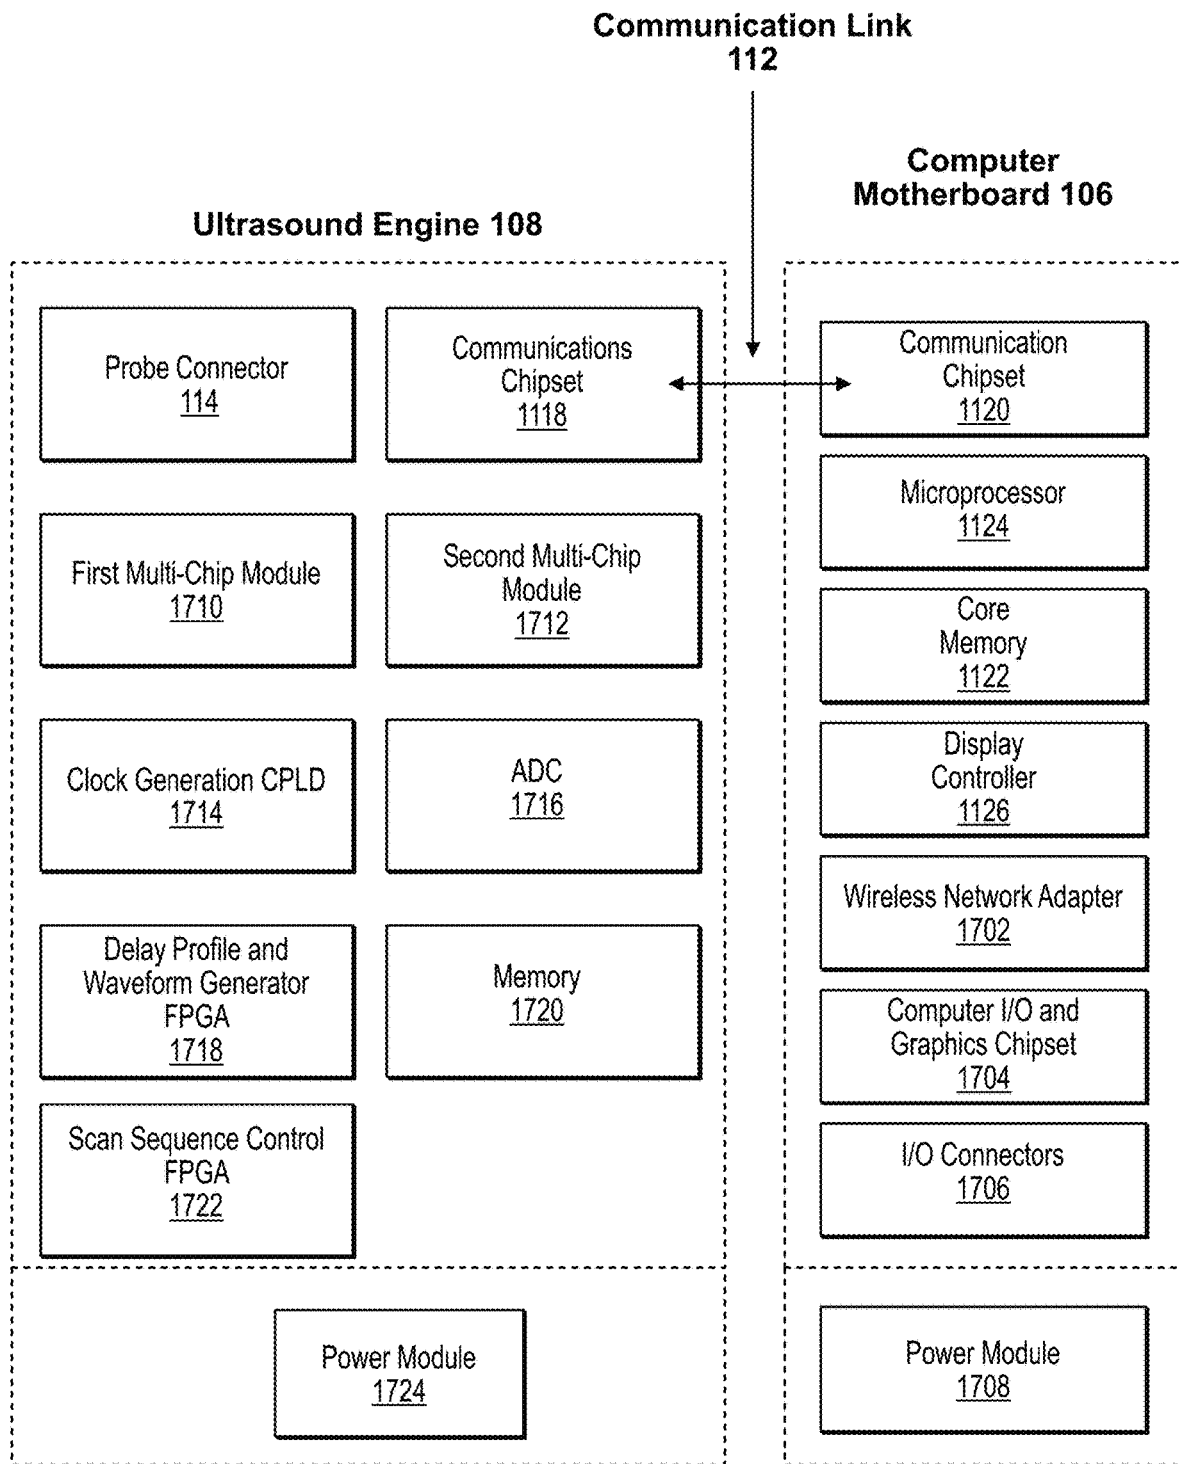 Communication Link
112
Computer
Motherboard 106
Ultrasound Engine 108
Probe Connector
114
Communications
Chipset
1118
First Multi-Chip Module
1710
Second Multi-Chip
Module
1712
Clock Generation CPLD
1714
ADC
1716
Delay Profile and
Waveform Generator
FPGA
1718
Memory
1720
Scan Sequence Control
FPGA
1722
Power Module
1724
Communication
Chipset
1120
Microprocessor
1124
Core
Memory
1122
Display
Controller
1126
Wireless Network Adapter
1702
Computer I/O and
Graphics Chipset
1704
I/O Connectors
1706
Power Module
1708